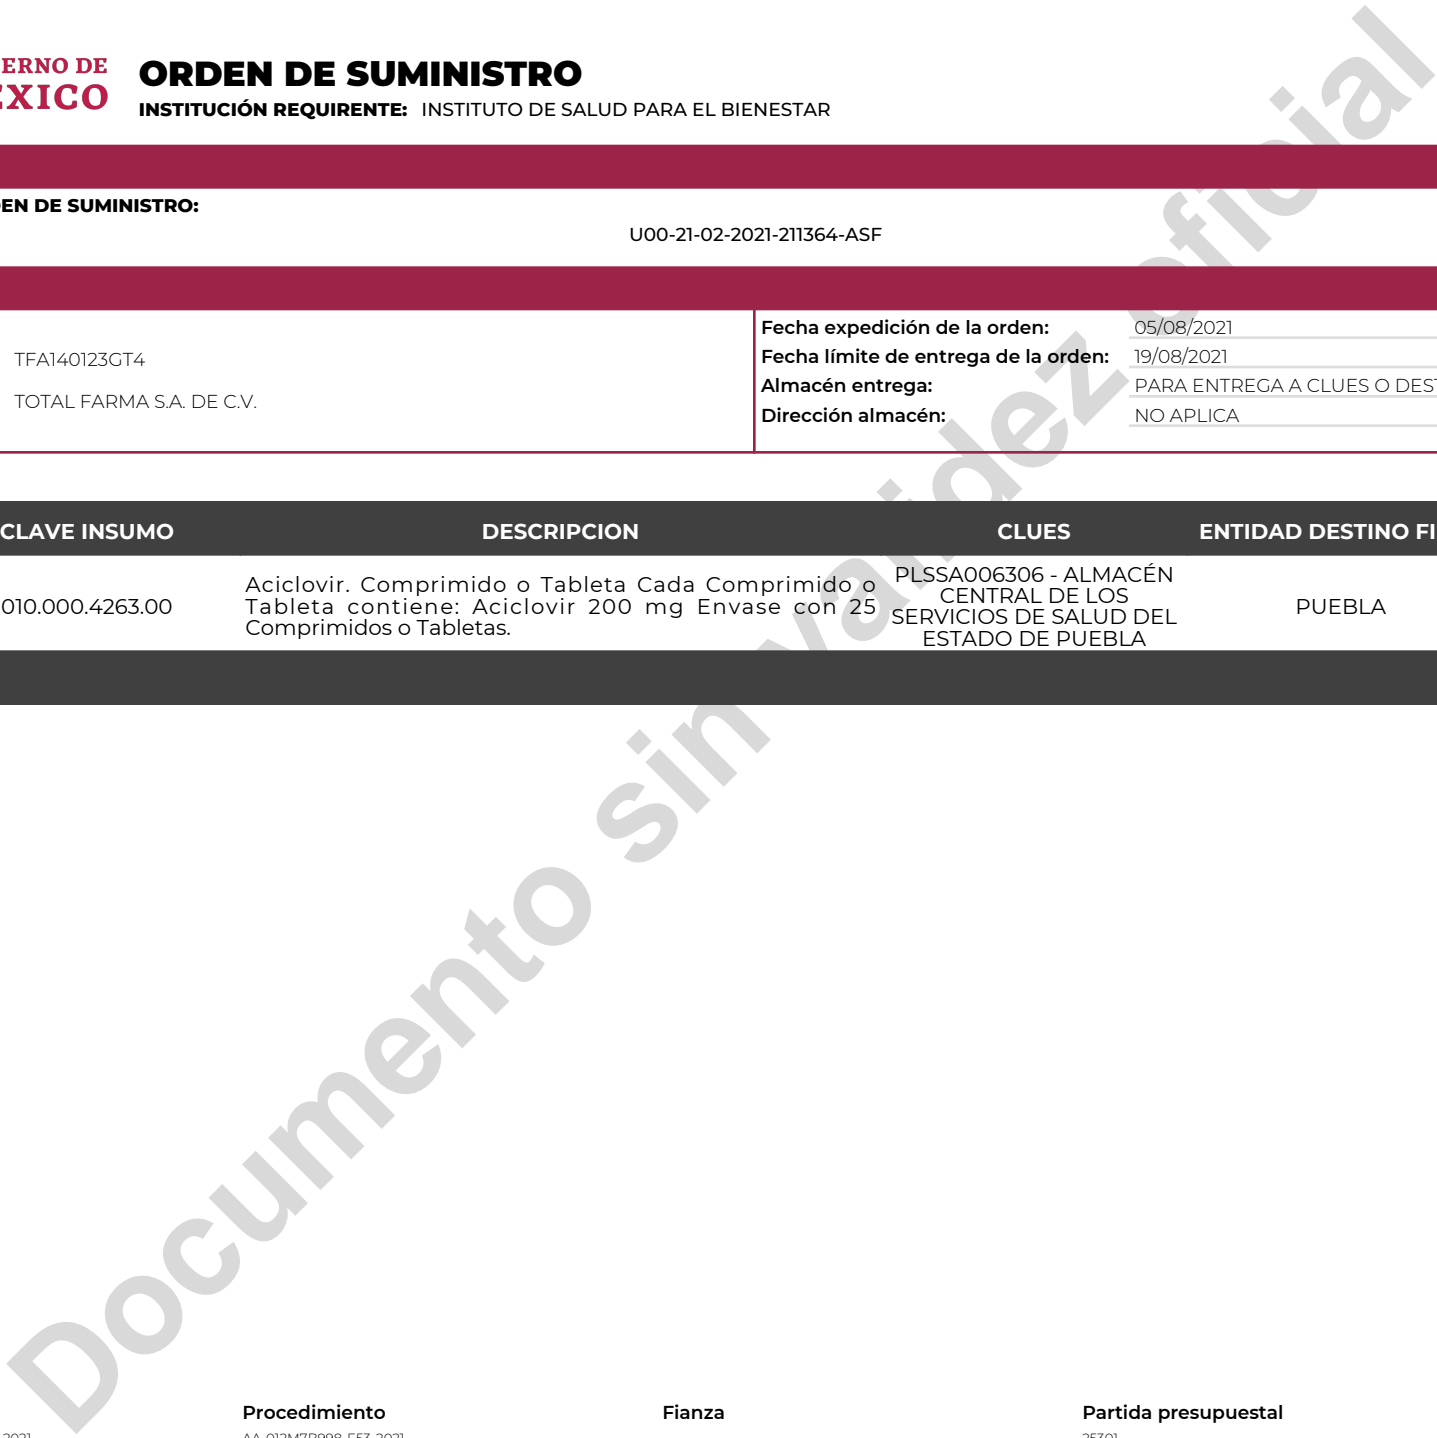 ERNO DE
EXICO
ORDEN DE SUMINISTRO
INSTITUCIÓN REQUIRENTE: INSTITUTO DE SALUD PARA EL BIENESTAR
EN DE SUMINISTRO:
U00-21-02-2021-211364-ASF
TFA140123GT4
TOTAL FARMA S.A. DE C.V.
Fecha expedición de la orden: 05/08/2021
Fecha límite de entrega de la orden: 19/08/2021
Almacén entrega: PARA ENTREGA A CLUES O DEST
Dirección almacén: NO APLICA
CLAVE INSUMO DESCRIPCION CLUES ENTIDAD DESTINO FI
010.000.4263.00
Aciclovir. Comprimido o Tableta Cada Comprimido o
Tableta contiene: Aciclovir 200 mg Envase con 25
Comprimidos o Tabletas.
PLSSA006306 - ALMACÉN
CENTRAL DE LOS
SERVICIOS DE SALUD DEL
ESTADO DE PUEBLA
PUEBLA
Documento sin validez oficial
Procedimiento Fianza Partida presupuestal